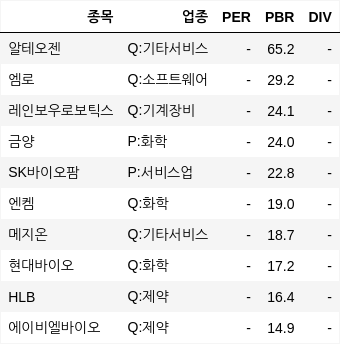 종목 업종 PER PBR DIV
알테오젠 Q:기타서비스 - 65.2 -
엠로 Q:소프트웨어 - 29.2 -
레인보우로보틱스 Q:기계장비 - 24.1 -
금양 P:화학 - 24.0 -
SK바이오팜 P:서비스업 - 22.8 -
엔켐 Q:화학 - 19.0 -
메지온 Q:기타서비스 - 18.7 -
현대바이오 Q:화학 - 17.2 -
HLB Q:제약 - 16.4 -
에이비엘바이오 Q:제약 - 14.9 -